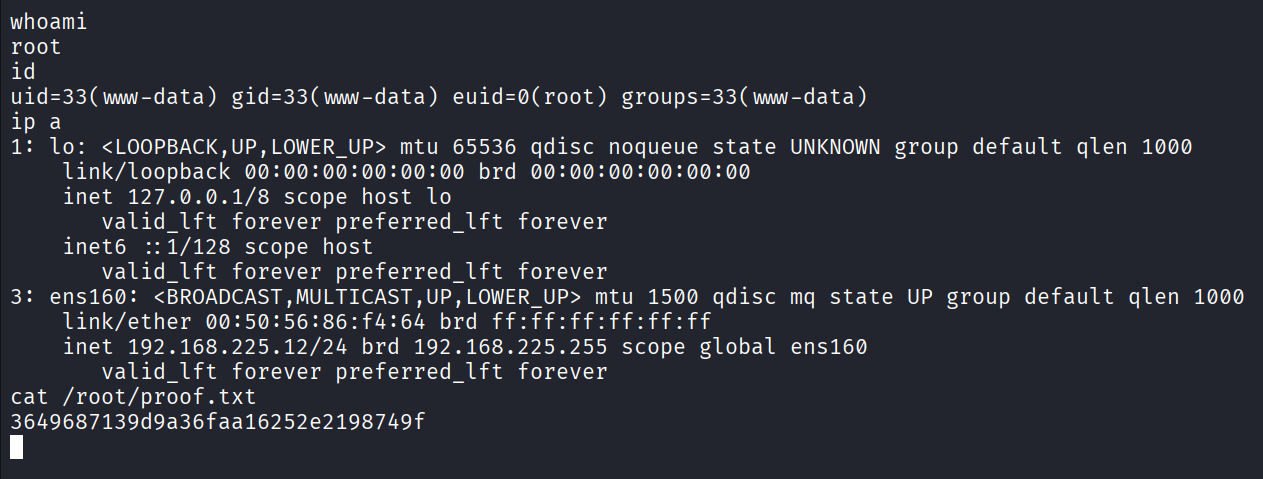 whoami
root
id
uid=33(www-data) gid=33(www-data) euid=0(root) groups=33(www-data)
ip a
1: lo: <LOOPBACK,UP,LOWER_UP> mtu 65536 qdisc noqueue state UNKNOWN group default qlen 1000
    link/loopback 00:00:00:00:00:00 brd 00:00:00:00:00:00
    inet 127.0.0.1/8 scope host lo
       valid_lft forever preferred_lft forever
    inet6 ::1/128 scope host
       valid_lft forever preferred_lft forever
3: ens160: <BROADCAST,MULTICAST,UP,LOWER_UP> mtu 1500 qdisc mq state UP group default qlen 1000
    link/ether 00:50:56:86:f4:64 brd ff:ff:ff:ff:ff:ff
    inet 192.168.225.12/24 brd 192.168.225.255 scope global ens160
       valid_lft forever preferred_lft forever
cat /root/proof.txt
3649687139d9a36faa16252e2198749f